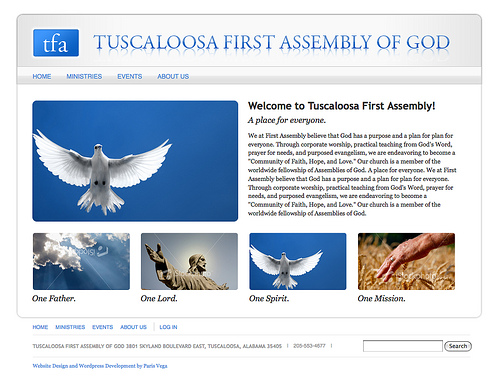 tfa TUSCALOOSA FIRST ASSEMBLY OF GOD
HOME MINISTRIES EVENTS ABOUT US
Welcome to Tuscaloosa First Assembly!
A place for everyone.
We at First Assembly believe that God has a purpose and a plan for plan for
everyone. Through corporate worship, practical teaching from God's Word,
prayer for needs, and purposed evangelism, we are endeavoring to become a
"Community of Faith, Hope, and Love." Our church is a member of the
worldwide fellowship of Assemblies of God. A place for everyone. We at First
Assembly believe that God has a purpose and a plan for plan for everyone.
Through corporate worship, practical teaching from God's Word, prayer for
needs, and purposed evangelism, we are endeavoring to become a
"Community of Faith, Hope, and Love." Our church is a member of the
worldwide fellowship of Assemblies of God.
One Father. One Lord. One Spirit. One Mission.
HOME MINISTRIES EVENTS ABOUT US | LOG IN
TUSCALOOSA FIRST ASSEMBLY OF GOD 3801 SKYLAND BOULEVARD EAST, TUSCALOOSA, ALABAMA 35405 | 205-553-4877 | Search
Website Design and Wordpress Development by Paris Vega